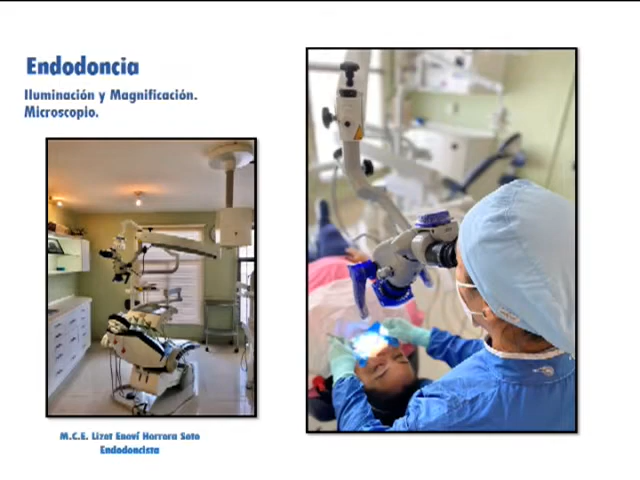 Endodoncia
Iluminación y Magnificación.
Microscopio.
M.C.E. Lizet Enoví Herrera Soto
Endodoncista